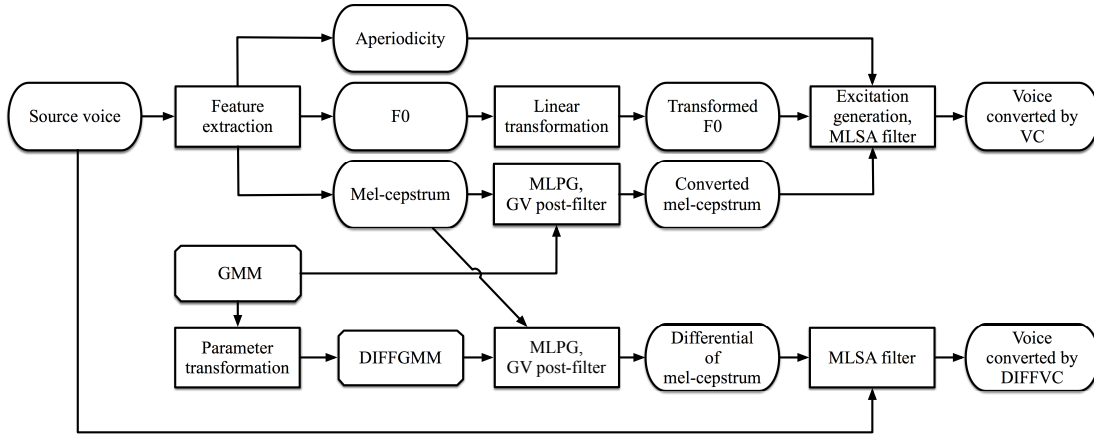 Aperiodicity
Source voice
Feature
extraction
F0
Linear
transformation
Transformed
F0
Excitation
generation,
MLSA filter
Voice
converted by
VC
Mel-cepstrum
MLPG,
GV post-filter
Converted
mel-cepstrum
GMM
Parameter
transformation
DIFFGMM
MLPG,
GV post-filter
Differential
of
mel-cepstrum
MLSA filter
Voice
converted by
DIFFVC